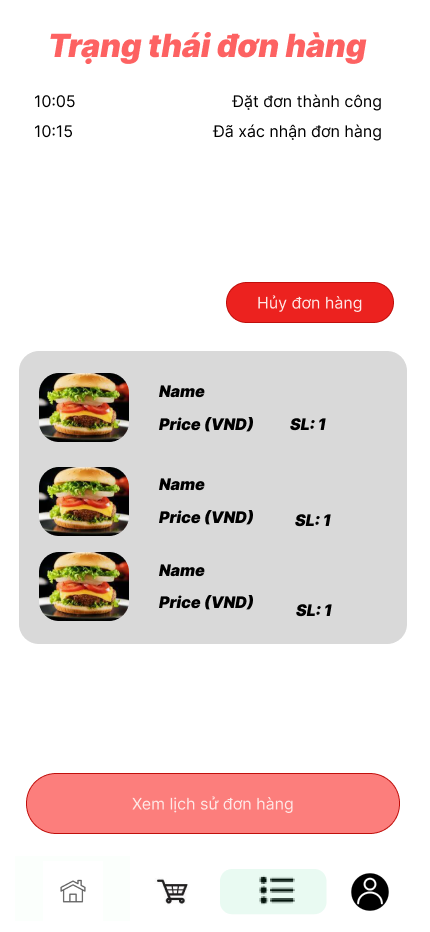 Trạng thái đơn hàng
10:05 Đặt đơn thành công
10:15 Đã xác nhận đơn hàng
Hủy đơn hàng
Name
Price (VND) SL: 1
Name
Price (VND) SL: 1
Name
Price (VND) SL: 1
Xem lịch sử đơn hàng